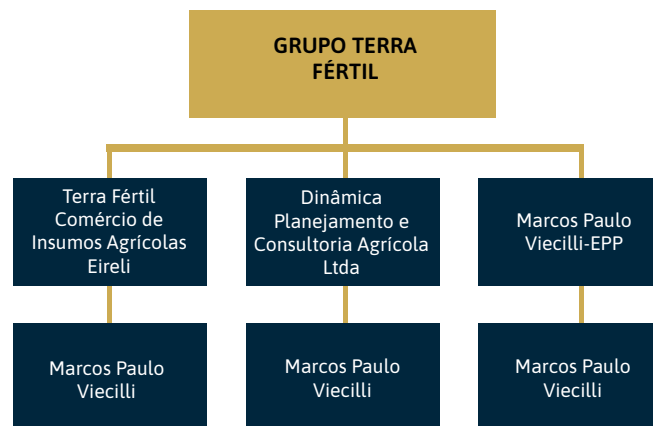 GRUPO TERRA
FÉRTIL
Terra Fértil
Comércio de
Insumos Agrícolas
Eireli
Dinâmica
Planejamento e
Consultoria Agrícola
Ltda
Marcos Paulo
Viecilli-EPP
Marcos Paulo
Viecilli
Marcos Paulo
Viecilli
Marcos Paulo
Viecilli